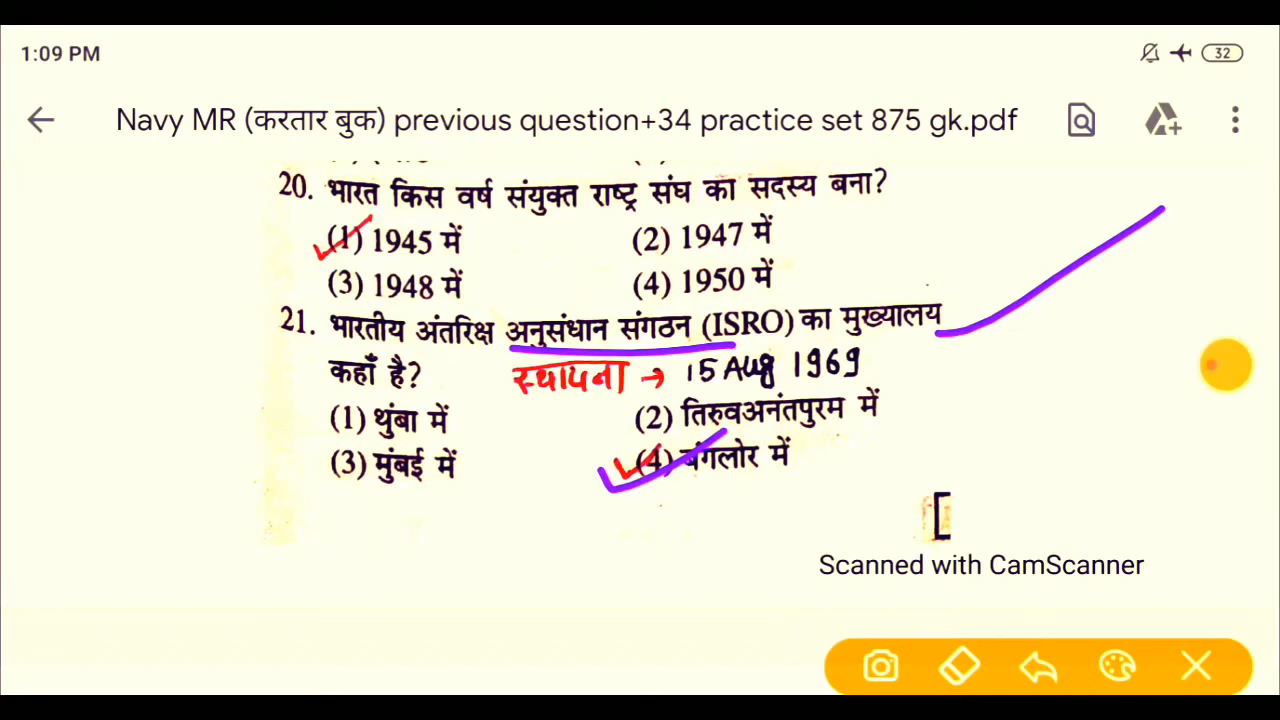 1:09 PM
32
Navy MR (करतार बुक) previous question+34 practice set 875 gk.pdf
20. भारत किस वर्ष संयुक्त राष्ट्र संघ का सदस्य बना?
(1) 1945 में (2) 1947 में
(3) 1948 में (4) 1950 में
21. भारतीय अंतरिक्ष अनुसंधान संगठन (ISRO) का मुख्यालय
कहाँ है? स्थापना → 15 Aug 1969
(1) थुंबा में (2) तिरुवअनंतपुरम में
(3) मुंबई में (4) बंगलोर में
Scanned with CamScanner